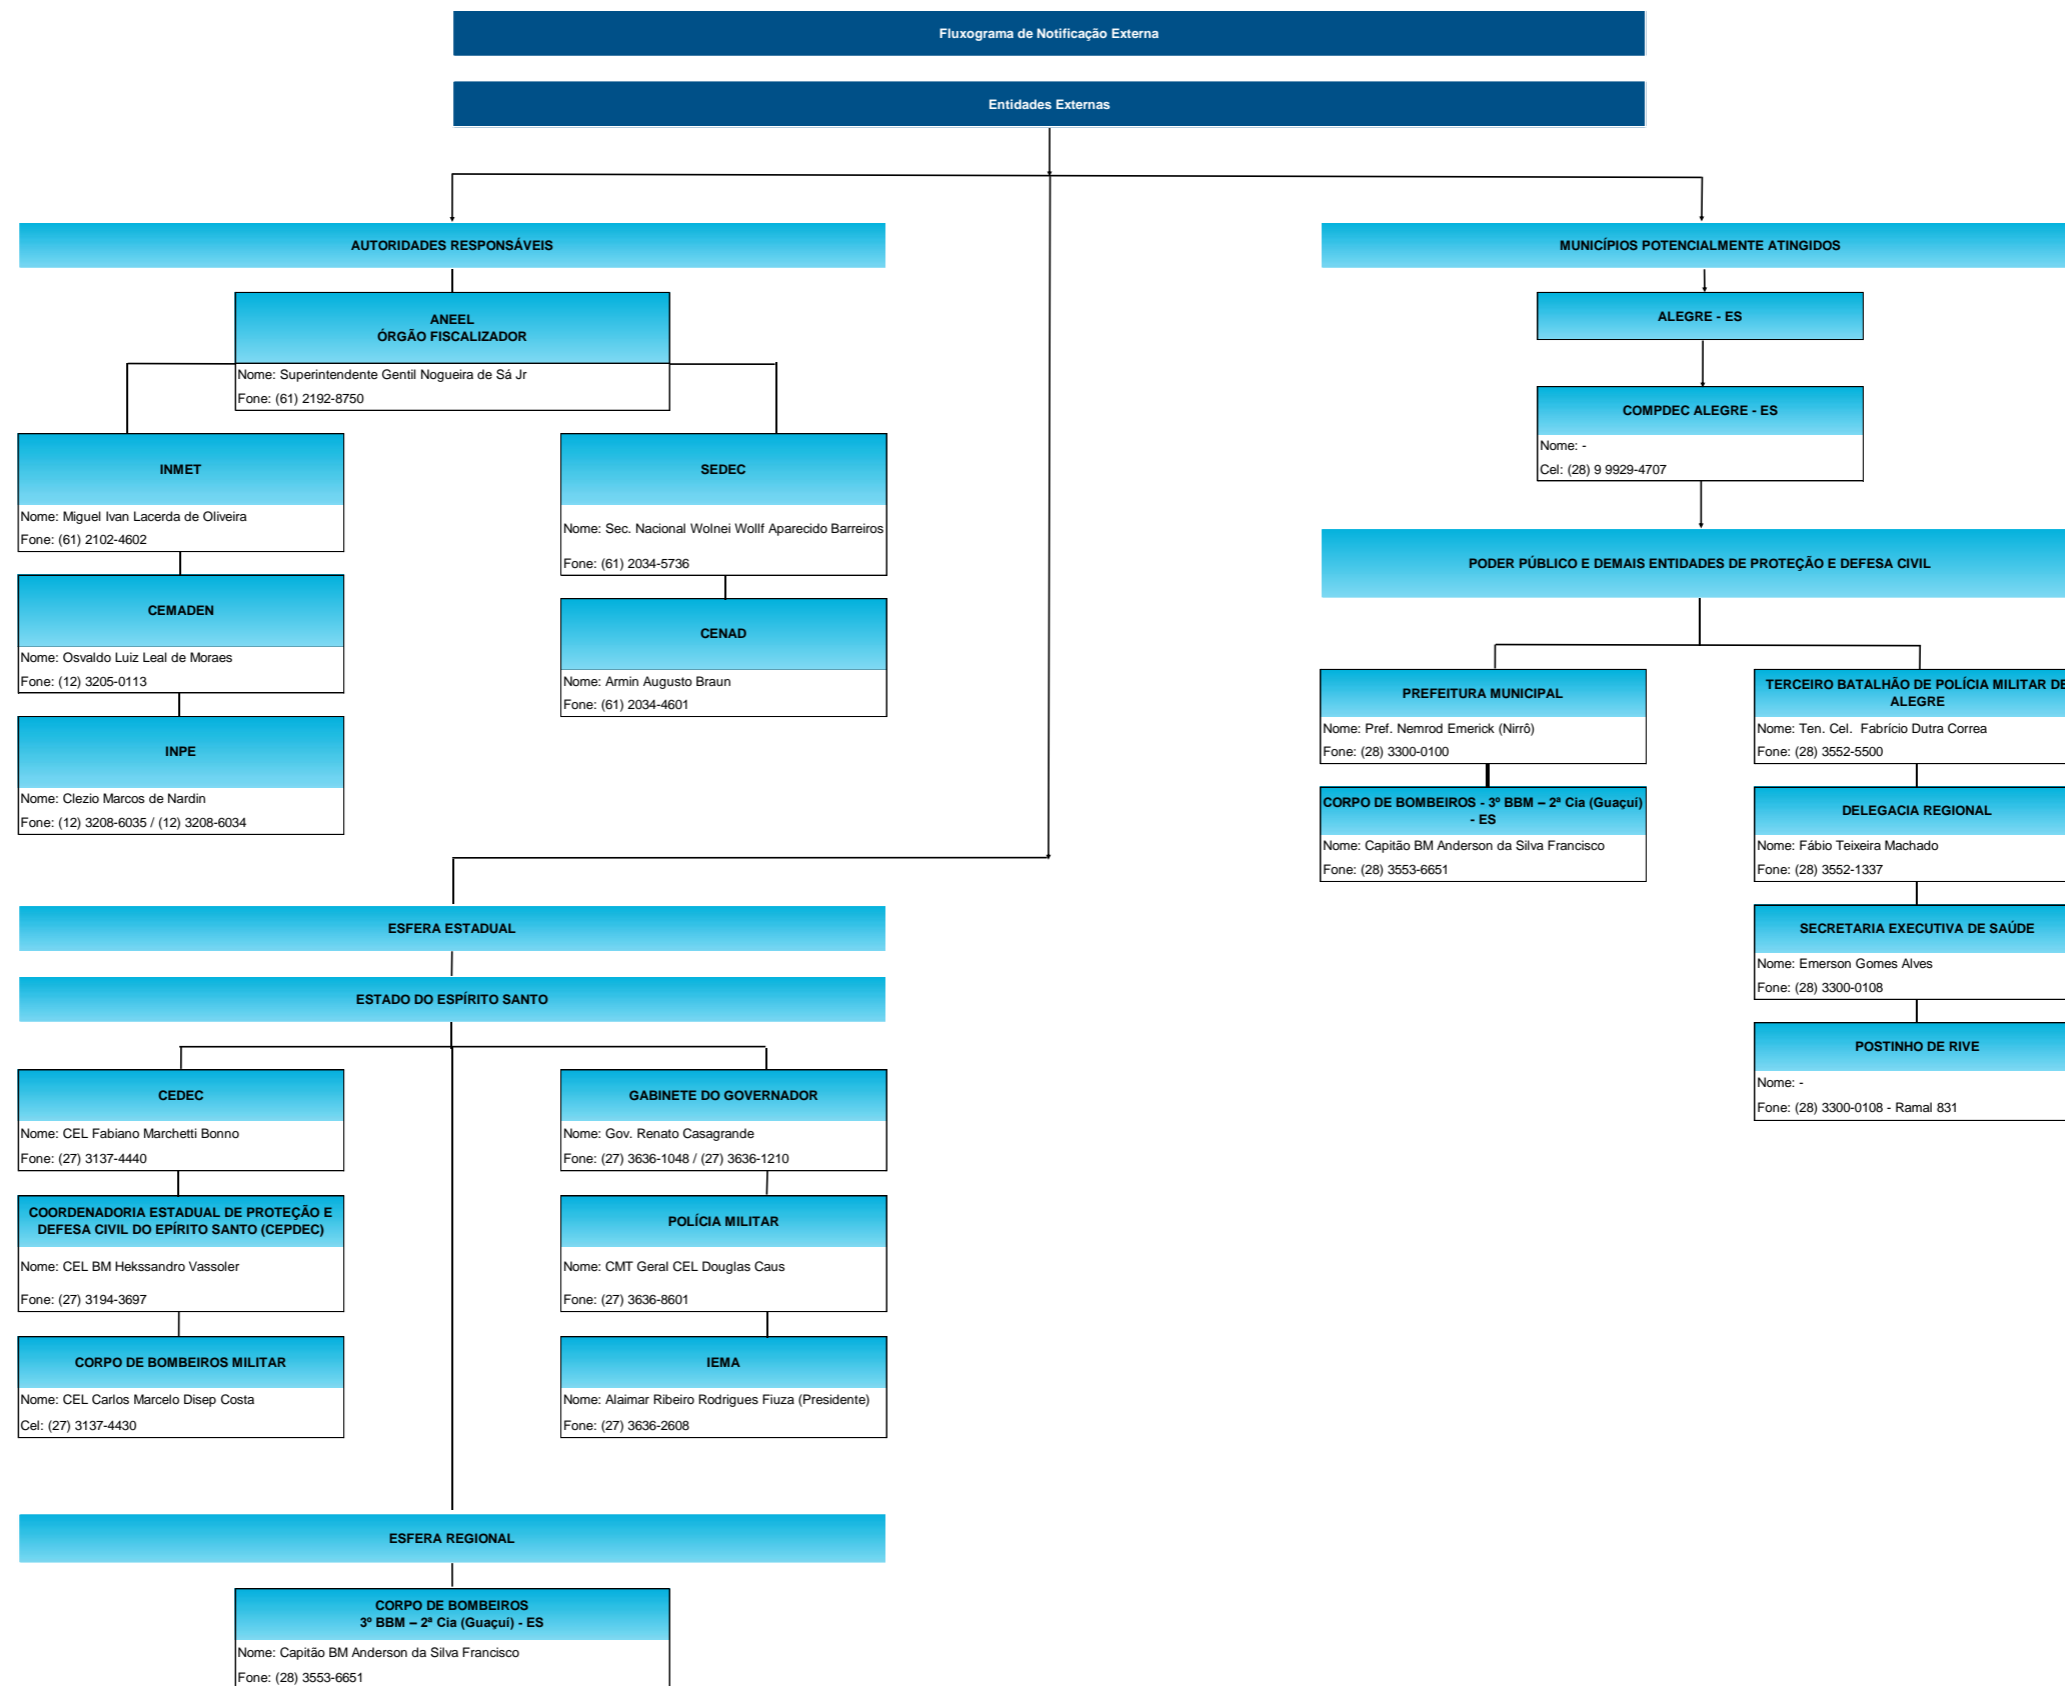 Fluxograma de Notificação Externa
Entidades Externas
AUTORIDADES RESPONSÁVEIS
ANEEL
ÓRGÃO FISCALIZADOR
Nome: Superintendente Gentil Nogueira de Sá Jr
Fone: (61) 2192-8750
INMET
Nome: Miguel Ivan Lacerda de Oliveira
Fone: (61) 2102-4602
CEMADEN
Nome: Osvaldo Luiz Leal de Moraes
Fone: (12) 3205-0113
INPE
Nome: Clezio Marcos de Nardin
Fone: (12) 3208-6035 / (12) 3208-6034
SEDEC
Nome: Sec. Nacional Wolnei Wollf Aparecido Barreiros
Fone: (61) 2034-5736
CENAD
Nome: Armin Augusto Braun
Fone: (61) 2034-4601
ESFERA ESTADUAL
ESTADO DO ESPÍRITO SANTO
CEDEC
Nome: CEL Fabiano Marchetti Bonno
Fone: (27) 3137-4440
COORDENADORIA ESTADUAL DE PROTEÇÃO E
DEFESA CIVIL DO EPÍRITO SANTO (CEPDEC)
Nome: CEL BM Hekssandro Vassoler
Fone: (27) 3194-3697
CORPO DE BOMBEIROS MILITAR
Nome: CEL Carlos Marcelo Disep Costa
Cel: (27) 3137-4430
GABINETE DO GOVERNADOR
Nome: Gov. Renato Casagrande
Fone: (27) 3636-1048 / (27) 3636-1210
POLÍCIA MILITAR
Nome: CMT Geral CEL Douglas Caus
Fone: (27) 3636-8601
IEMA
Nome: Alaimar Ribeiro Rodrigues Fiuza (Presidente)
Fone: (27) 3636-2608
ESFERA REGIONAL
CORPO DE BOMBEIROS
3º BBM – 2ª Cia (Guaçuí) - ES
Nome: Capitão BM Anderson da Silva Francisco
Fone: (28) 3553-6651
MUNICÍPIOS POTENCIALMENTE ATINGIDOS
ALEGRE - ES
COMPDEC ALEGRE - ES
Nome: -
Cel: (28) 9 9929-4707
PODER PÚBLICO E DEMAIS ENTIDADES DE PROTEÇÃO E DEFESA CIVIL
PREFEITURA MUNICIPAL
Nome: Pref. Nemrod Emerick (Nirrô)
Fone: (28) 3300-0100
CORPO DE BOMBEIROS - 3º BBM – 2ª Cia (Guaçuí)
- ES
Nome: Capitão BM Anderson da Silva Francisco
Fone: (28) 3553-6651
TERCEIRO BATALHÃO DE POLÍCIA MILITAR DE
ALEGRE
Nome: Ten. Cel.  Fabrício Dutra Correa
Fone: (28) 3552-5500
DELEGACIA REGIONAL
Nome: Fábio Teixeira Machado
Fone: (28) 3552-1337
SECRETARIA EXECUTIVA DE SAÚDE
Nome: Emerson Gomes Alves
Fone: (28) 3300-0108
POSTINHO DE RIVE
Nome: -
Fone: (28) 3300-0108 - Ramal 831